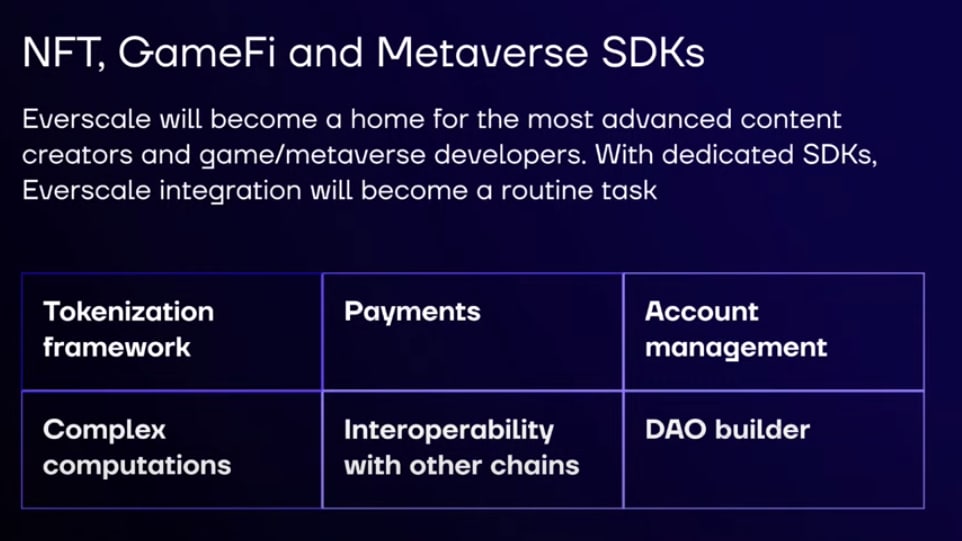 NFT, GameFi and Metaverse SDKs
Everscale will become a home for the most advanced content
creators and game/metaverse developers. With dedicated SDKs,
Everscale integration will become a routine task
Tokenization
framework
Payments
Account
management
Complex
computations
Interoperability
with other chains
DAO builder